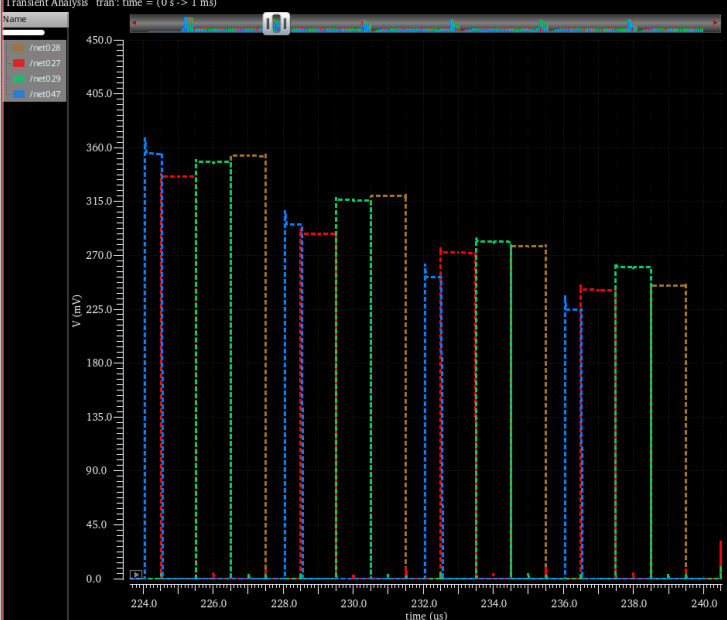 Transient Analysis `tran': time = (0 s -> 1 ms)
Name
/net028
/net027
/net029
/net047
450.0
405.0
360.0
315.0
270.0
225.0
180.0
135.0
90.0
45.0
0.0
V (mV)
224.0 226.0 228.0 230.0 232.0 234.0 236.0 238.0 240.0
time (us)